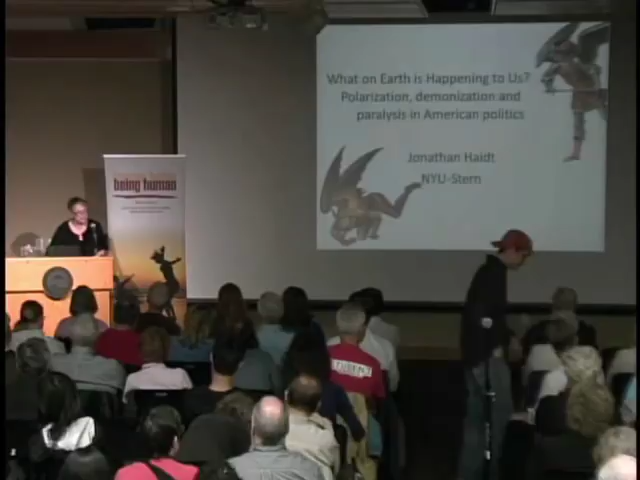 What on Earth is Happening to Us?
Polarization, demonization and
paralysis in American politics
Jonathan Haidt
NYU-Stern
being human